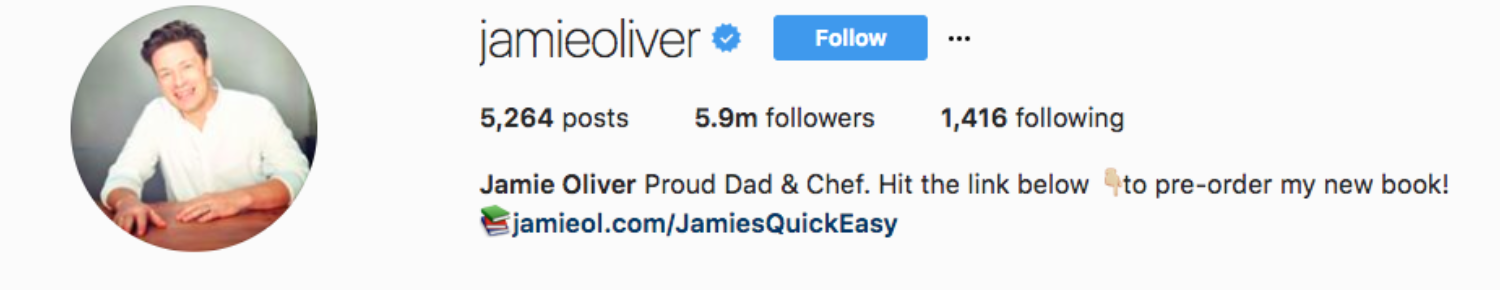 jamieoliver Follow ...
5,264 posts 5.9m followers 1,416 following
Jamie Oliver Proud Dad & Chef. Hit the link below 👇🏼to pre-order my new book!
📚jamieol.com/JamiesQuickEasy